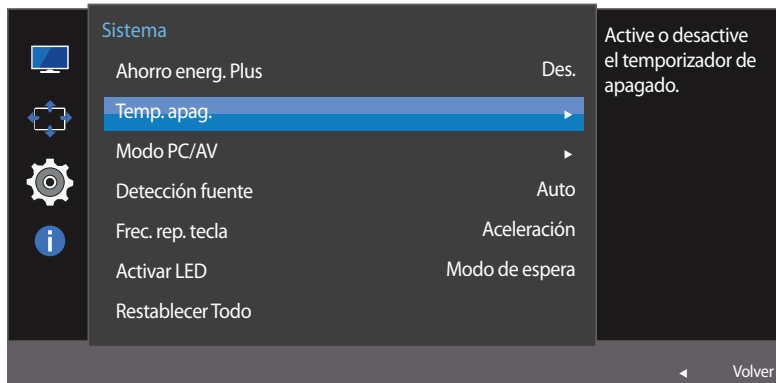 Sistema
Ahorro energ. Plus Des.
Temp. apag.
Modo PC/AV
Detección fuente Auto
Frec. rep. tecla Aceleración
Activar LED Modo de espera
Restablecer Todo
Active o desactive
el temporizador de
apagado.
Volver